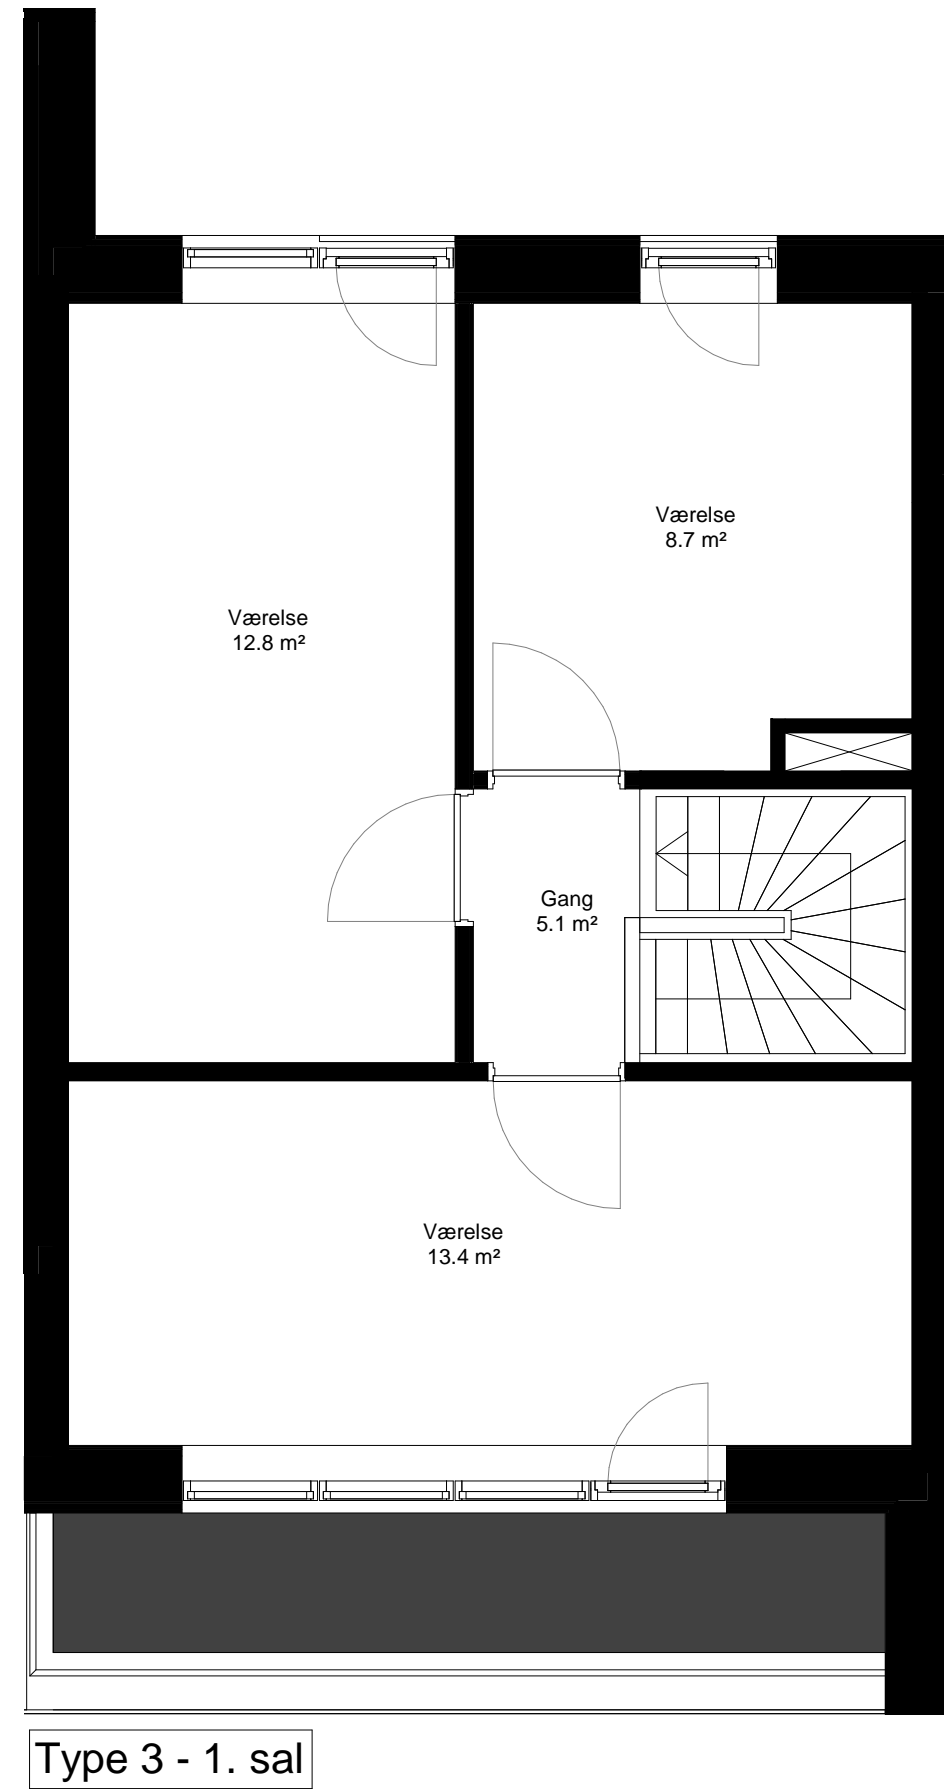 Værelse
8.7 m²
Værelse
12.8 m²
Gang
5.1 m²
Værelse
13.4 m²
Type 3 - 1. sal